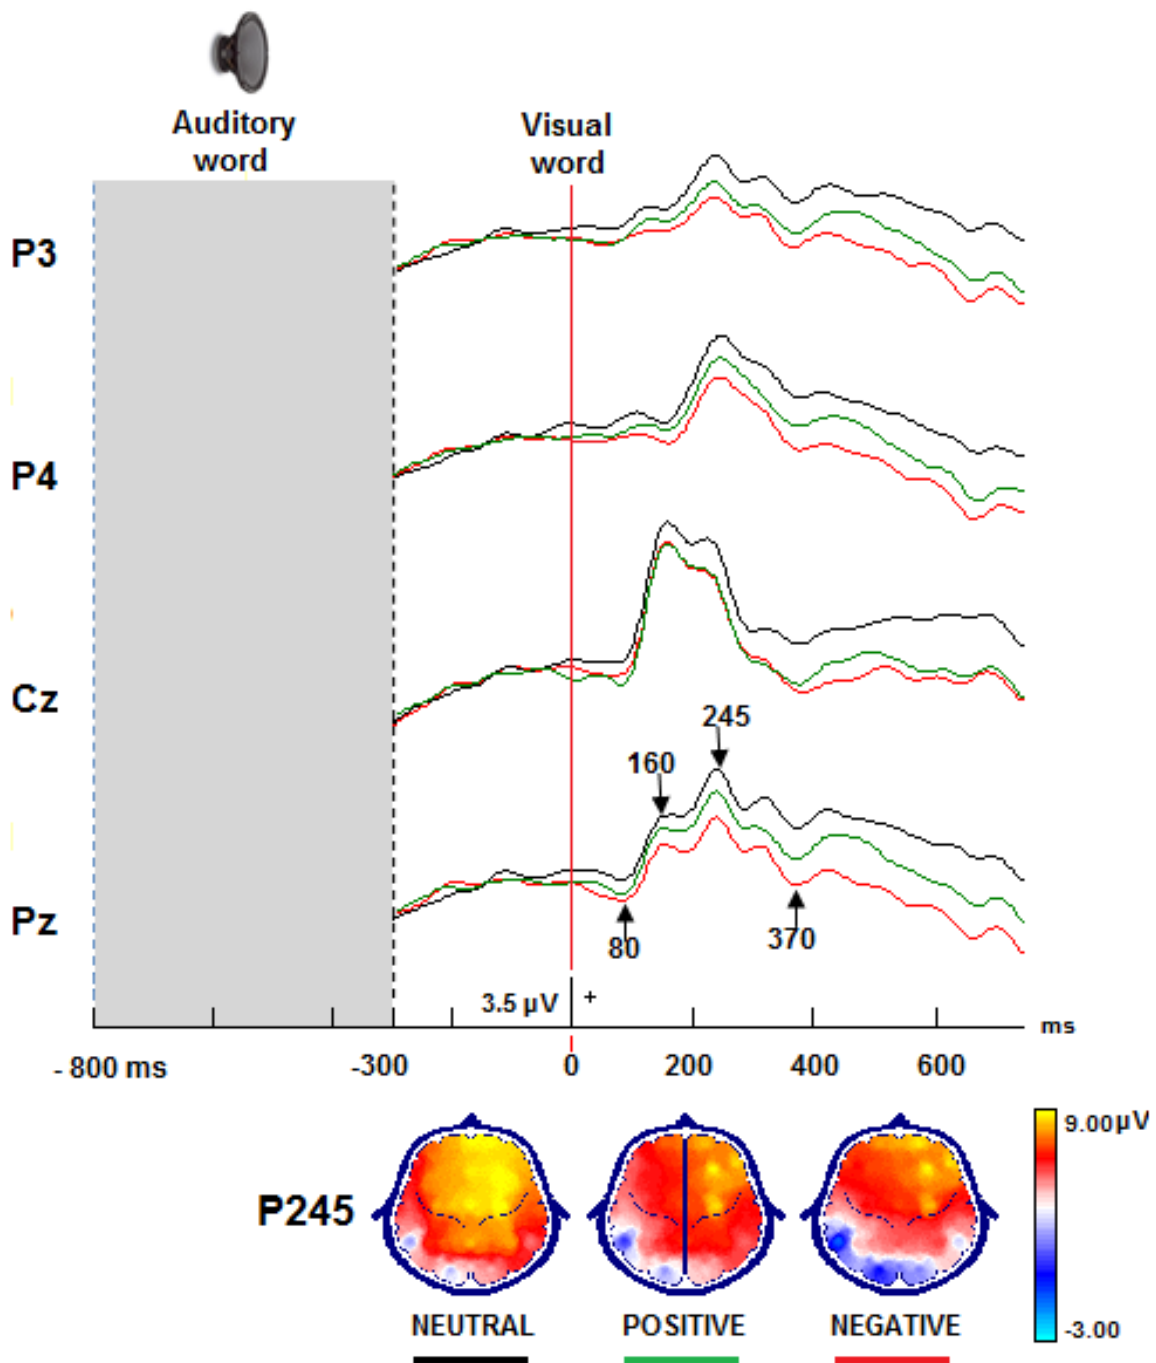 Auditory
word
Visual
word
P3
P4
Cz
245
160
Pz
80
370
3.5 µV
+
ms
- 800 ms
-300
0
200
400
600
9.00µV
P245
-3.00
NEUTRAL
POSITIVE
NEGATIVE